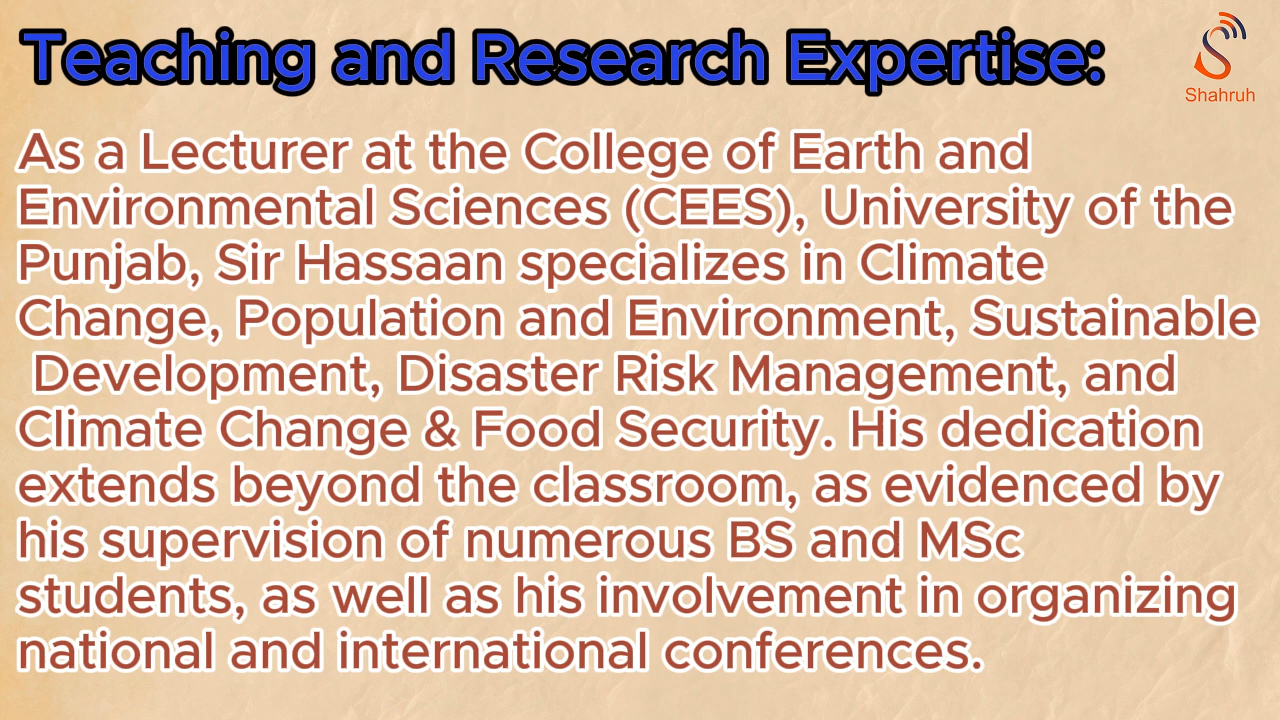 Teaching and Research Expertise:
Shahruh
As a Lecturer at the College of Earth and
Environmental Sciences (CEES), University of the
Punjab, Sir Hassaan specializes in Climate
Change, Population and Environment, Sustainable
Development, Disaster Risk Management, and
Climate Change & Food Security. His dedication
extends beyond the classroom, as evidenced by
his supervision of numerous BS and MSc
students, as well as his involvement in organizing
national and international conferences.